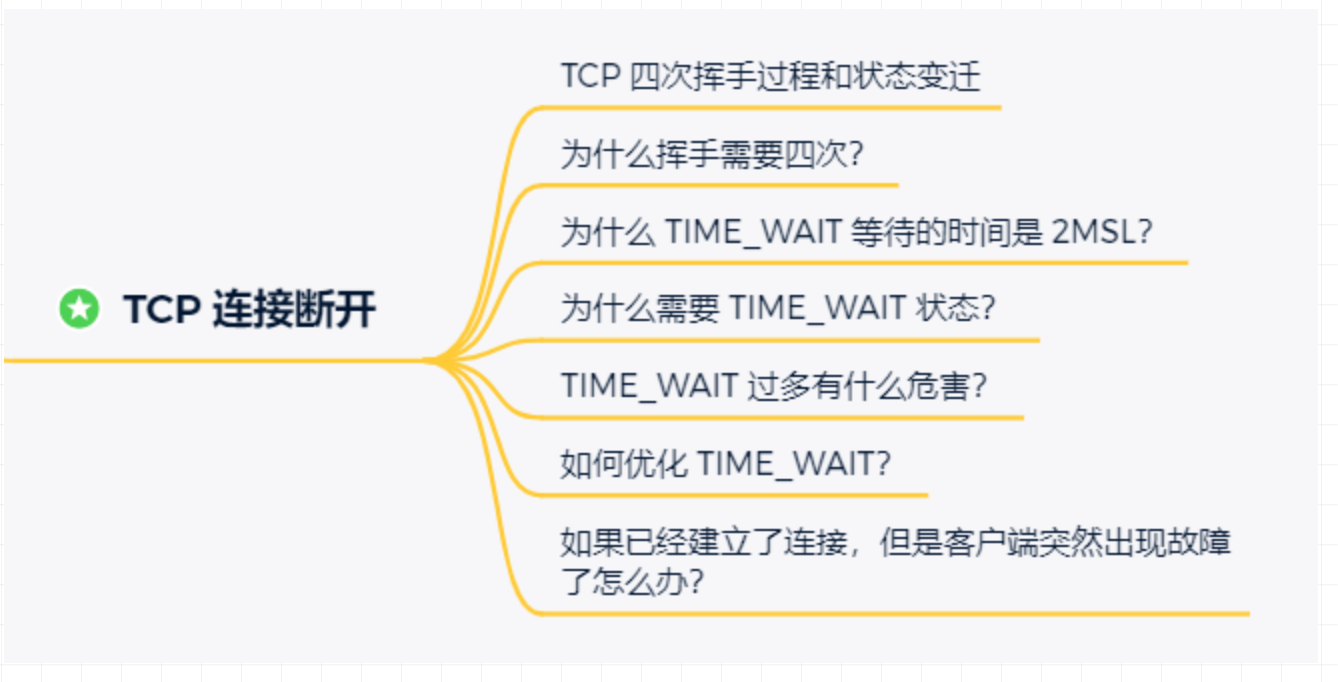 TCP 四次挥手过程和状态变迁
为什么挥手需要四次？
为什么 TIME_WAIT 等待的时间是 2MSL？
TCP 连接断开
为什么需要 TIME_WAIT 状态？
TIME_WAIT 过多有什么危害？
如何优化 TIME_WAIT？
如果已经建立了连接，但是客户端突然出现故障
了怎么办？